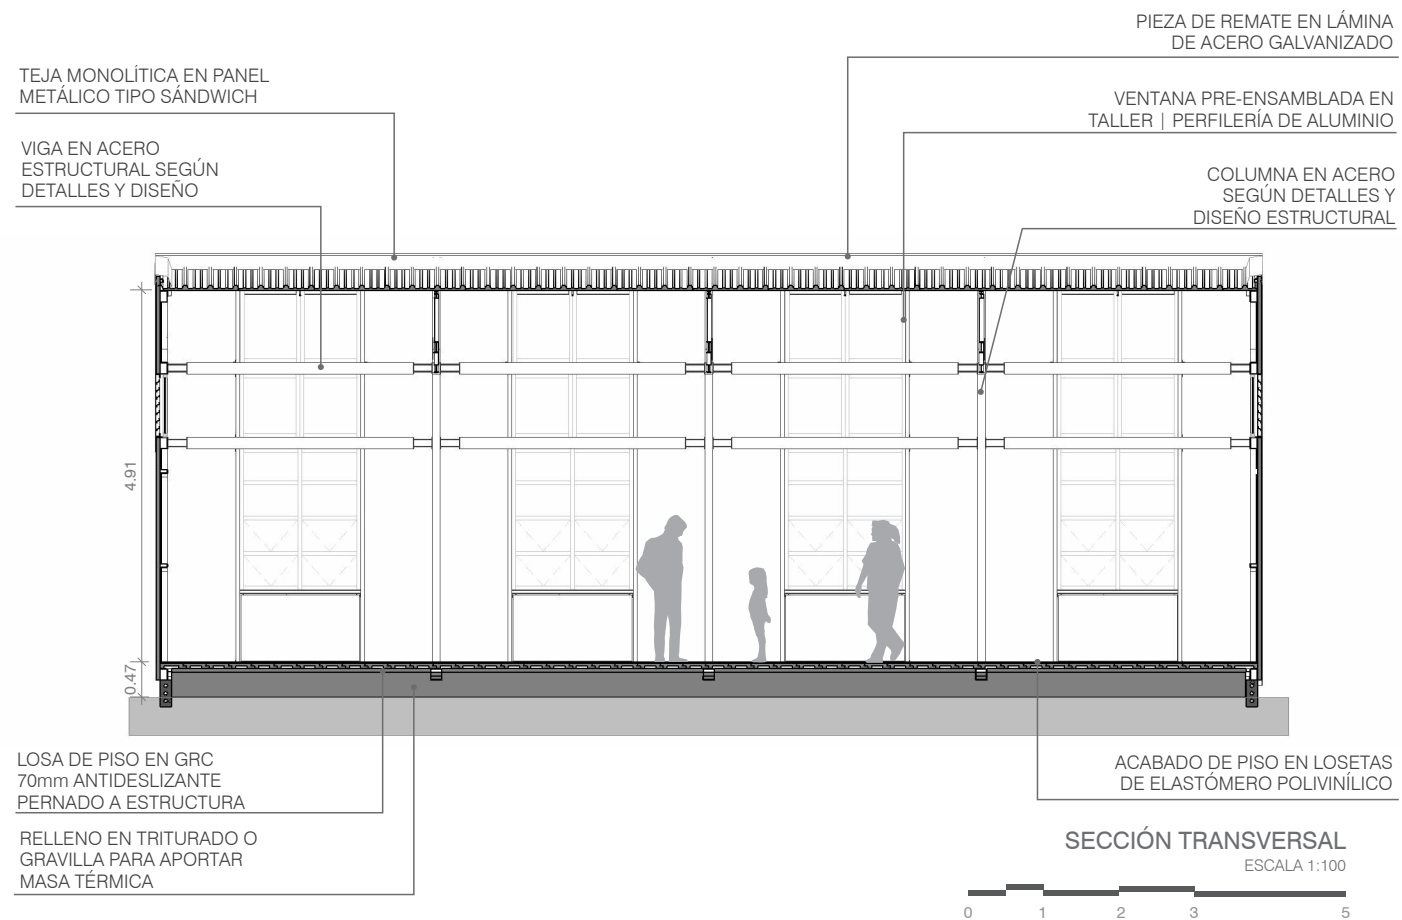 PIEZA DE REMATE EN LÁMINA
DE ACERO GALVANIZADO
TEJA MONOLÍTICA EN PANEL
METÁLICO TIPO SÁNDWICH
VENTANA PRE-ENSAMBLADA EN
TALLER | PERFILERÍA DE ALUMINIO
VIGA EN ACERO
ESTRUCTURAL SEGÚN
DETALLES Y DISEÑO
COLUMNA EN ACERO
SEGÚN DETALLES Y
DISEÑO ESTRUCTURAL
4.91
0.47
LOSA DE PISO EN GRC
70mm ANTIDESLIZANTE
PERNADO A ESTRUCTURA
ACABADO DE PISO EN LOSETAS
DE ELASTÓMERO POLIVINÍLICO
RELLENO EN TRITURADO O
GRAVILLA PARA APORTAR
MASA TÉRMICA
SECCIÓN TRANSVERSAL
ESCALA 1:100
0 1 2 3 5